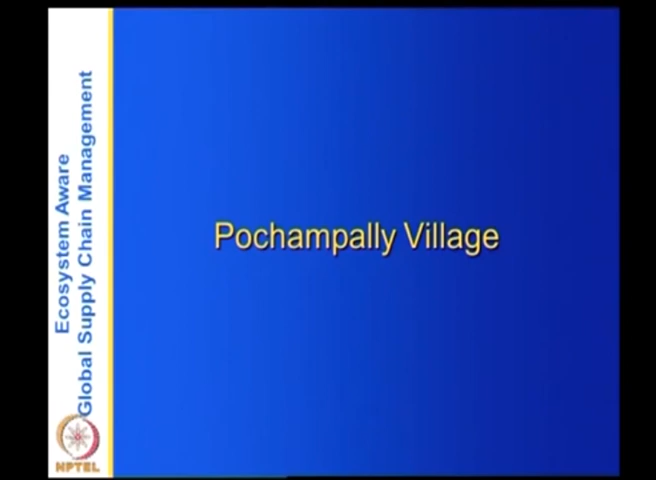 Ecosystem Aware
Global Supply Chain Management
Pochampally Village
NPTEL